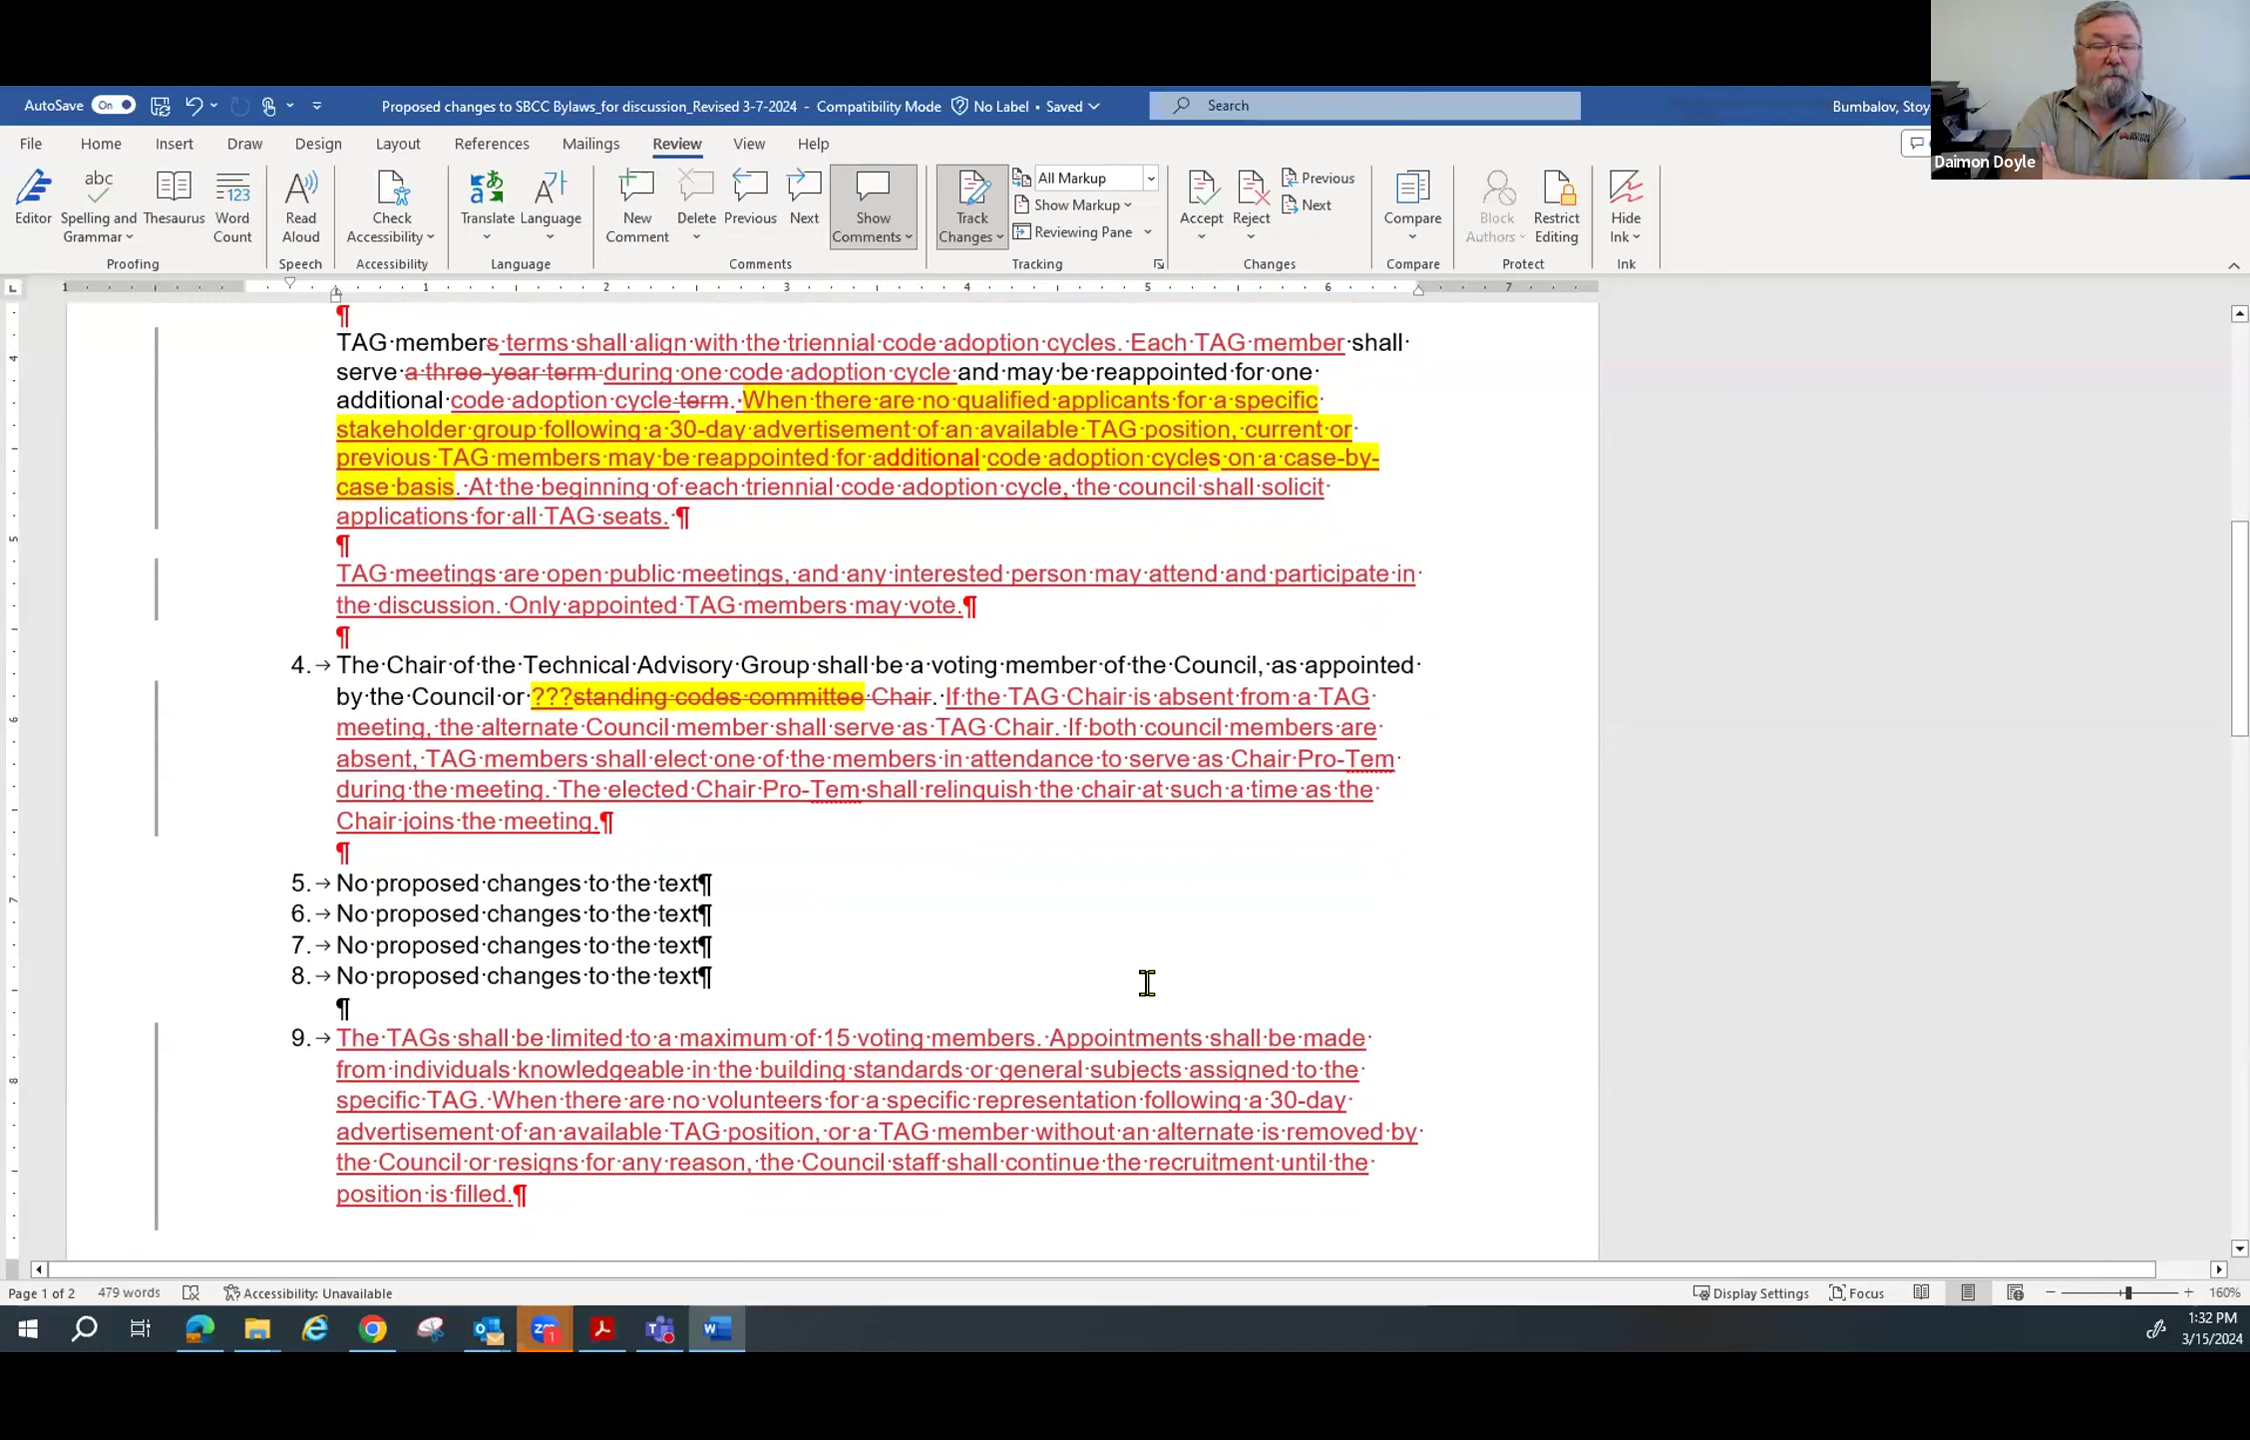 AutoSave On Proposed changes to SBCC Bylaws_for discussion_Revised 3-7-2024 - Compatibility Mode No Label • Saved Search Bumbalov, Stoy
Daimon Doyle
File Home Insert Draw Design Layout References Mailings Review View Help
Editor
abc Spelling and Grammar
Thesaurus
123 Word Count
Read Aloud
Check Accessibility
Translate
Language
New Comment
Delete
Previous
Next
Show Comments
Track Changes
All Markup
Show Markup
Reviewing Pane
Accept
Reject
Previous
Next
Compare
Block Authors
Restrict Editing
Hide Ink
Proofing Speech Accessibility Language Comments Tracking Changes Compare Protect Ink
1 1 2 3 4 5 6 7
¶
TAG members terms shall align with the triennial code adoption cycles. Each TAG member shall
serve a three-year term during one code adoption cycle and may be reappointed for one
additional code adoption cycle term. When there are no qualified applicants for a specific
stakeholder group following a 30-day advertisement of an available TAG position, current or
previous TAG members may be reappointed for additional code adoption cycles on a case-by-
case basis. At the beginning of each triennial code adoption cycle, the council shall solicit
applications for all TAG seats. ¶
¶
TAG meetings are open public meetings, and any interested person may attend and participate in
the discussion. Only appointed TAG members may vote.¶
¶
4. → The Chair of the Technical Advisory Group shall be a voting member of the Council, as appointed
by the Council or ???standing codes committee Chair. If the TAG Chair is absent from a TAG
meeting, the alternate Council member shall serve as TAG Chair. If both council members are
absent, TAG members shall elect one of the members in attendance to serve as Chair Pro-Tem
during the meeting. The elected Chair Pro-Tem shall relinquish the chair at such a time as the
Chair joins the meeting.¶
¶
5. → No proposed changes to the text¶
6. → No proposed changes to the text¶
7. → No proposed changes to the text¶
8. → No proposed changes to the text¶
¶
9. → The TAGs shall be limited to a maximum of 15 voting members. Appointments shall be made
from individuals knowledgeable in the building standards or general subjects assigned to the
specific TAG. When there are no volunteers for a specific representation following a 30-day
advertisement of an available TAG position, or a TAG member without an alternate is removed by
the Council or resigns for any reason, the Council staff shall continue the recruitment until the
position is filled.¶
4
5
6
7
8
Page 1 of 2 479 words Accessibility: Unavailable Display Settings Focus 160%
1:32 PM
3/15/2024